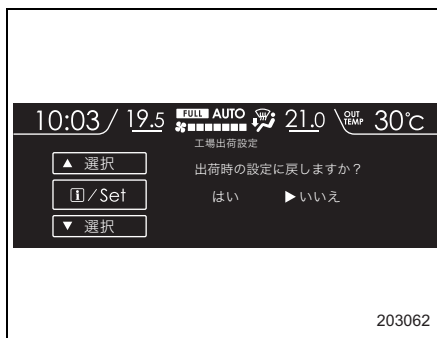 10:03 / 19.5 FULL AUTO 21.0 OUT TEMP 30℃
工場出荷設定
▲ 選択
出荷時の設定に戻しますか？
i/Set
はい ▶いいえ
▼ 選択
203062